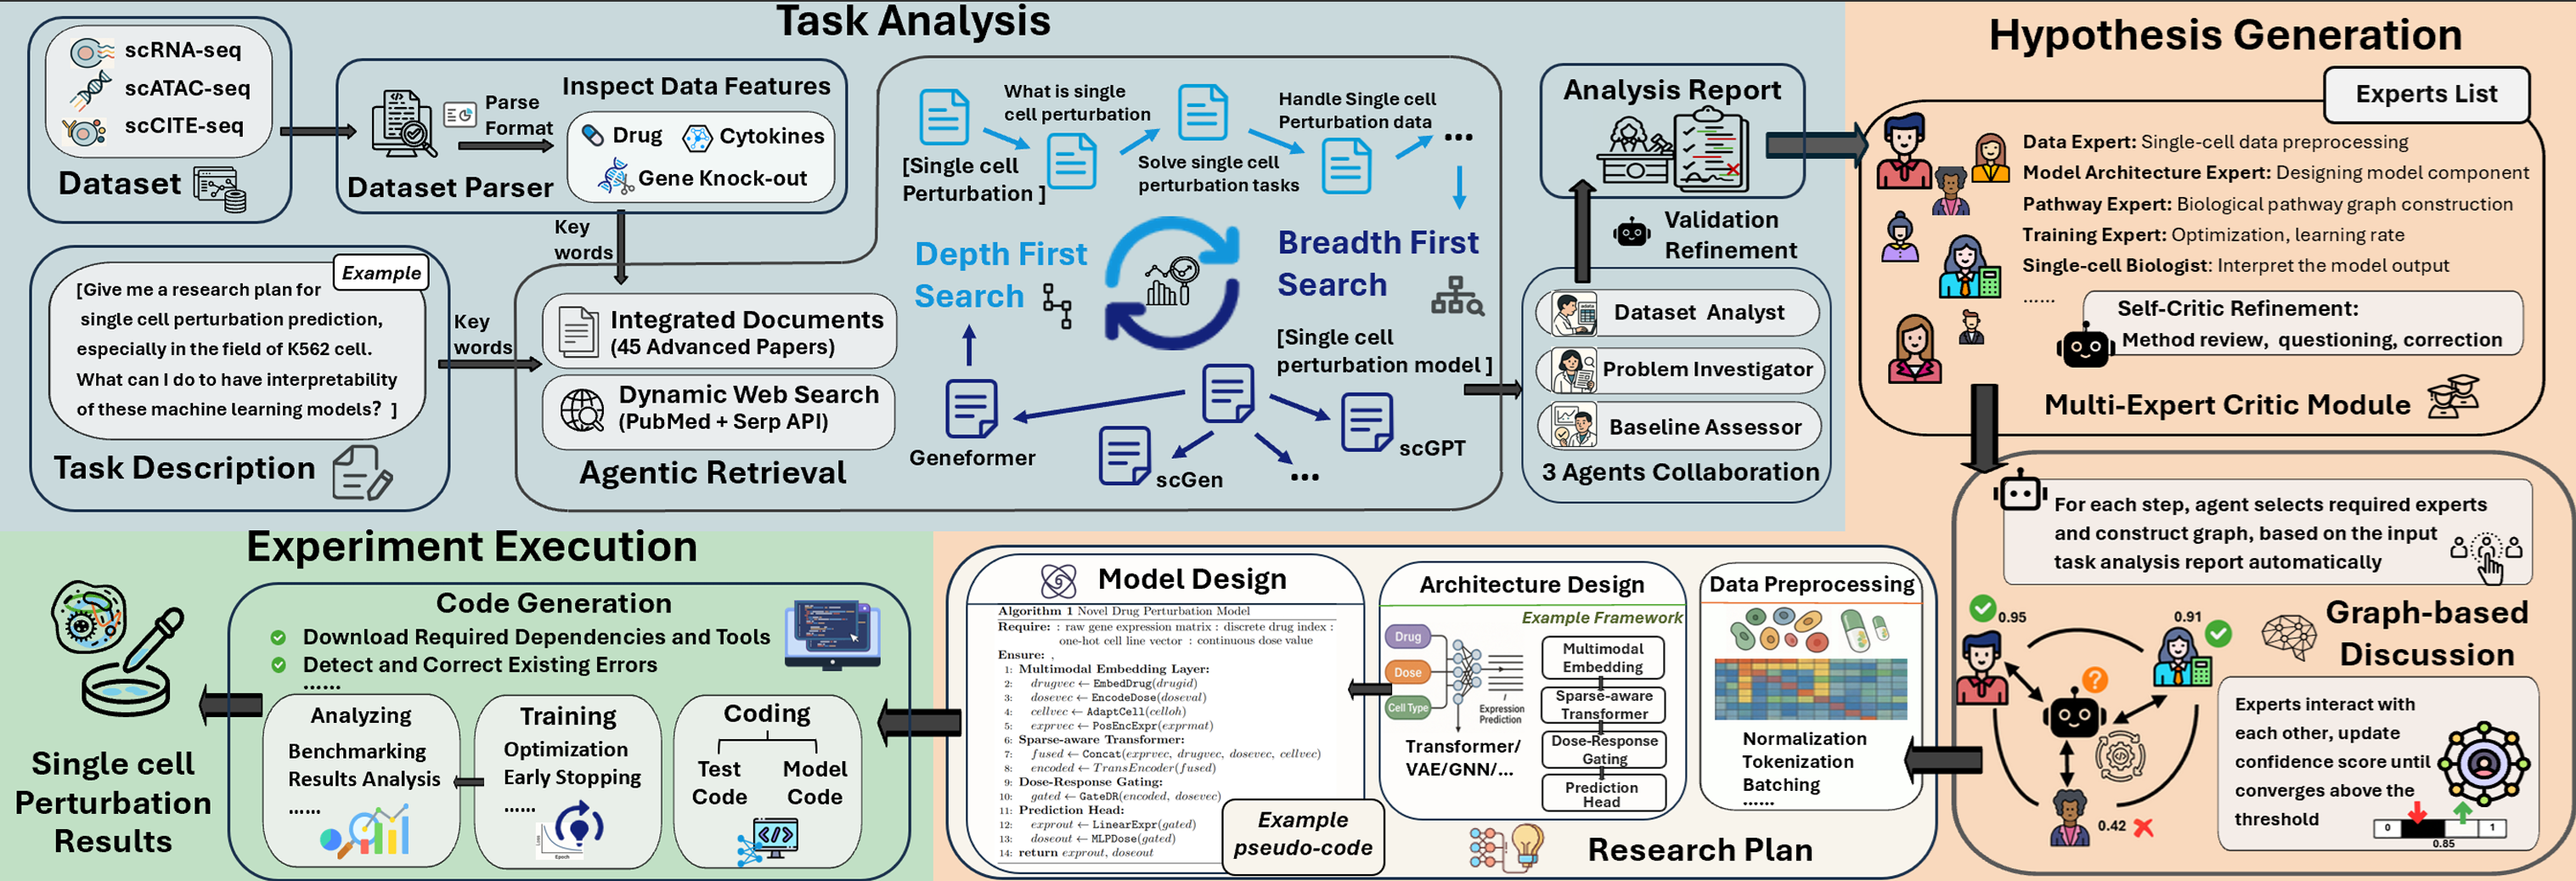 Task Analysis
scRNA-seq
scATAC-seq
scCITE-seq
Dataset
Inspect Data Features
Parse
Format
Drug
Cytokines
Gene Knock-out
Dataset Parser
Key
words
Example
[Give me a research plan for
single cell perturbation prediction,
especially in the field of K562 cell.
What can I do to have interpretability
of these machine learning models? ]
Task Description
Key
words
Integrated Documents
(45 Advanced Papers)
Dynamic Web Search
(PubMed + Serp API)
Agentic Retrieval
What is single
cell perturbation
Handle Single cell
Perturbation data
...
[Single cell
Perturbation ]
Solve single cell
perturbation tasks
Depth First
Search
Breadth First
Search
[Single cell
perturbation model ]
Geneformer
scGen
...
scGPT
Analysis Report
Validation
Refinement
Dataset Analyst
Problem Investigator
Baseline Assessor
3 Agents Collaboration
Hypothesis Generation
Experts List
Data Expert: Single-cell data preprocessing
Model Architecture Expert: Designing model component
Pathway Expert: Biological pathway graph construction
Training Expert: Optimization, learning rate
Single-cell Biologist: Interpret the model output
......
Self-Critic Refinement:
Method review, questioning, correction
Multi-Expert Critic Module
For each step, agent selects required experts
and construct graph, based on the input
task analysis report automatically
0.95
0.91
?
0.42
Graph-based
Discussion
Experts interact with
each other, update
confidence score until
converges above the
threshold
0
1
0.85
Data Preprocessing
Normalization
Tokenization
Batching
......
Architecture Design
Example Framework
Drug
Dose
Cell Type
Expression
Prediction
Transformer/
VAE/GNN/...
Multimodal
Embedding
Sparse-aware
Transformer
Dose-Response
Gating
Prediction
Head
Research Plan
Model Design
Algorithm 1 Novel Drug Perturbation Model
Require: : raw gene expression matrix : discrete drug index :
one-hot cell line vector : continuous dose value
Ensure: ,
1: Multimodal Embedding Layer:
2: drugvec ← EmbedDrug(drugid)
3: dosevec ← EncodeDose(doseval)
4: cellvec ← AdaptCell(celloh)
5: exprvec ← PosEncExpr(exprmat)
6: Sparse-aware Transformer:
7: fused ← Concat(exprvec, drugvec, dosevec, cellvec)
8: encoded ← TransEncoder(fused)
9: Dose-Response Gating:
10: gated ← GateDR(encoded, dosevec)
11: Prediction Head:
12: exprout ← LinearExpr(gated)
13: doseout ← MLPDose(gated)
14: return exprout, doseout
Example
pseudo-code
Experiment Execution
Code Generation
Download Required Dependencies and Tools
Detect and Correct Existing Errors
......
Coding
Test
Code
Model
Code
</>
Training
Optimization
Early Stopping
......
Loss
Epoch
Analyzing
Benchmarking
Results Analysis
......
Single cell
Perturbation
Results